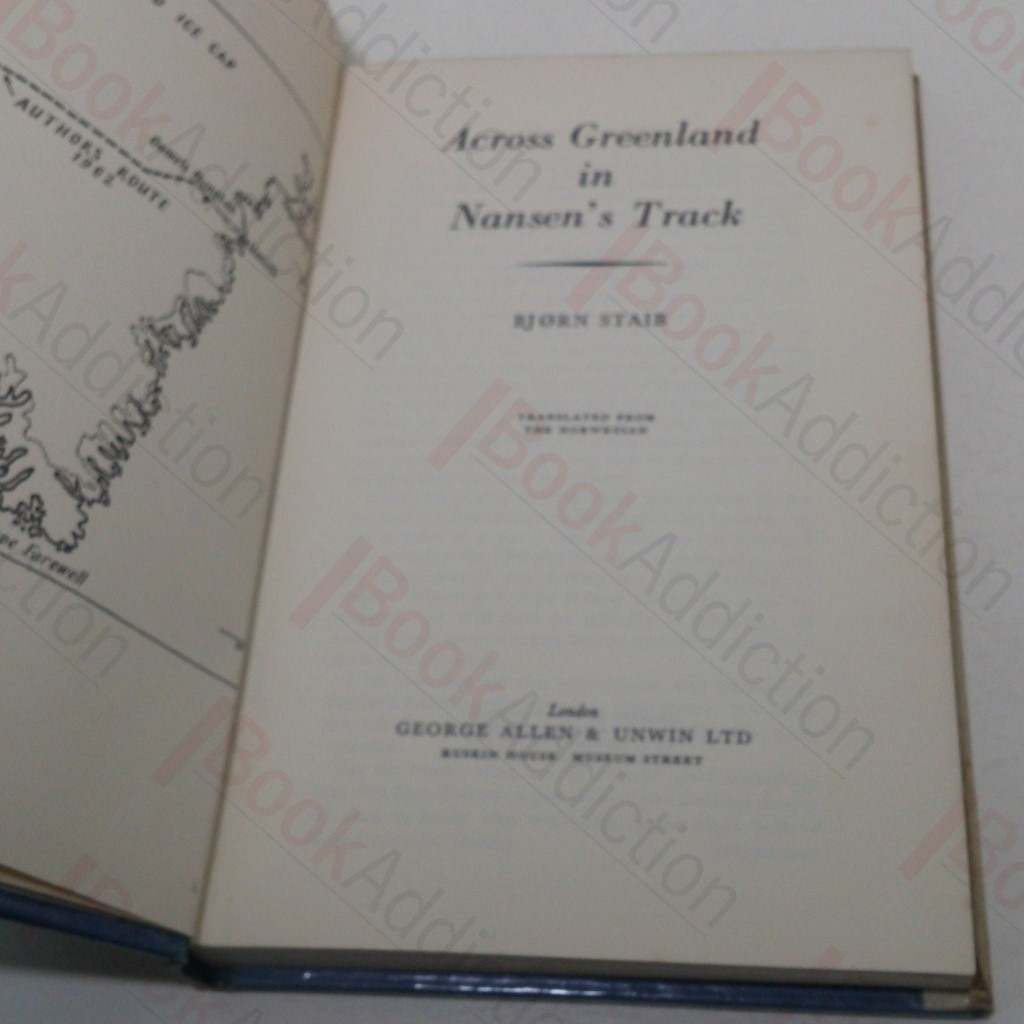 D ICE CAP
AUTHORS ROUTE
1962
Across Greenland
in
Nansen's Track
BJØRN STAIB
TRANSLATED FROM
THE NORWEGIAN
pe Farewell
London
GEORGE ALLEN & UNWIN LTD
RUSKIN HOUSE MUSEUM STREET
BookAddiction